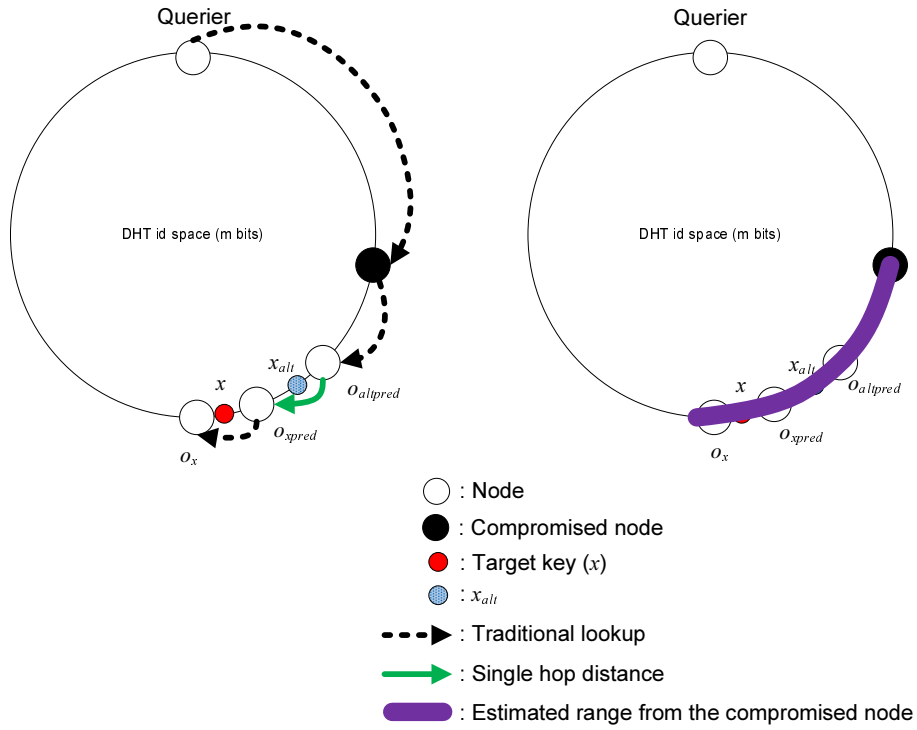 Querier
Querier
DHT id space (m bits)
DHT id space (m bits)
x_alt
x
o_altpred
o_xpred
o_x
x_alt
x
o_altpred
o_xpred
o_x
: Node
: Compromised node
: Target key (x)
: x_alt
: Traditional lookup
: Single hop distance
: Estimated range from the compromised node